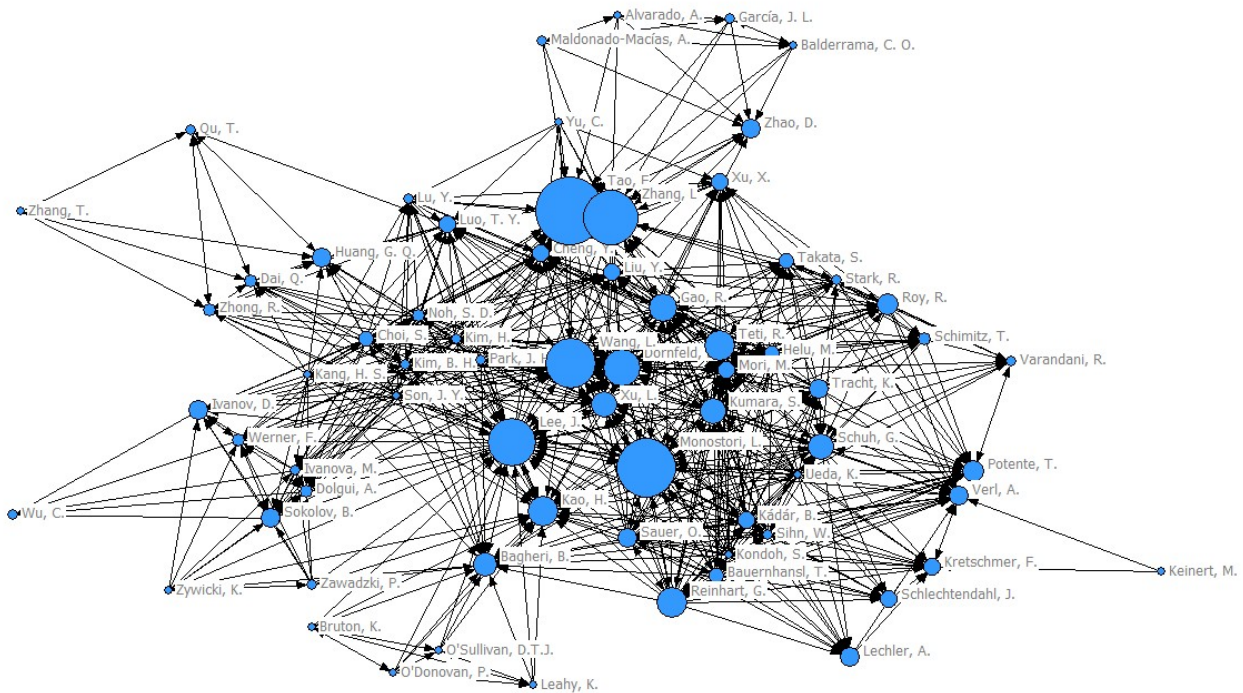 Alvarado, A.
García, J. L.
Maldonado-Macías, A.
Balderrama, C. O.
Yu, C.
Zhao, D.
Qu, T.
Tao, F
Zhang, L
Xu, X.
Lu, Y.
Zhang, T.
Luo, T. Y.
Cheng, Y.
Huang, G. Q.
Takata, S.
Liu, Y.
Dai, Q.
Stark, R.
Gao, R.
Roy, R.
Zhong, R.
Noh, S. D.
Choi, S.
Kim, H.
Teti, R.
Schimitz, T.
Wang, L.
Dornfeld,
Helu, M.
Park, J. H
Varandani, R.
Kim, B. H.
Mori, M.
Kang, H. S.
Tracht, K.
Son, J. Y.
Xu, L.
Kumara, S.
Ivanov, D.
Lee, J.
Werner, F.
Monostori, L.
Schuh, G.
Ivanova, M.
Potente, T.
Ueda, K.
Dolgui, A.
Verl, A.
Kao, H.
Wu, C.
Sokolov, B.
Kádár, B.
Sauer, O.
Sihn, W.
Kondoh, S.
Bagheri, B.
Kretschmer, F.
Keinert, M.
Bauernhansl, T.
Zawadzki, P.
Zywicki, K.
Reinhart, G.
Schlechtendahl, J.
Bruton, K.
O'Sullivan, D.T.J.
Lechler, A.
O'Donovan, P.
Leahy, K.